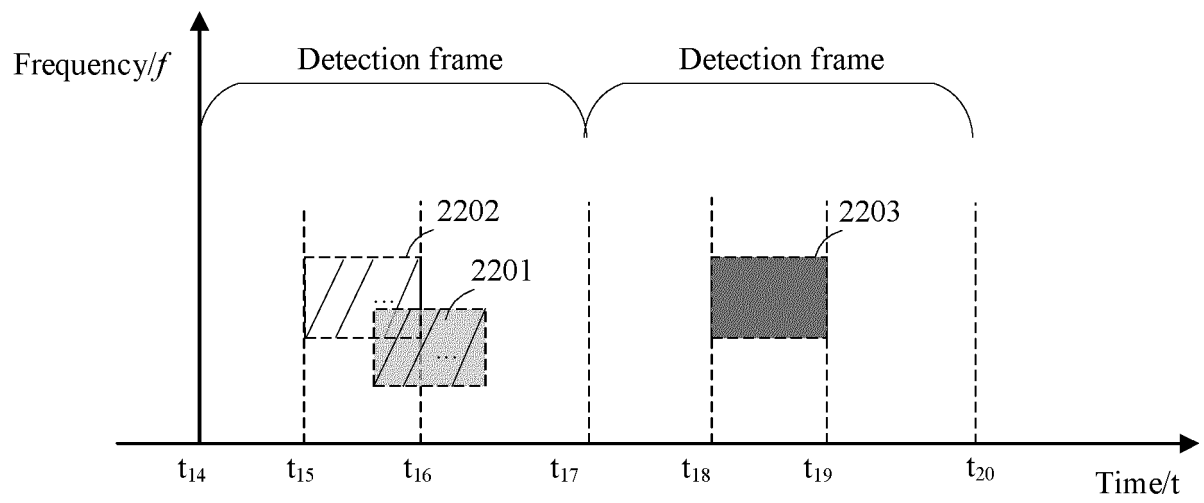 Detection frame Detection frame
Frequency/f
2202 2203
2201
...
...
t14 t15 t16 t17 t18 t19 t20
Time/t